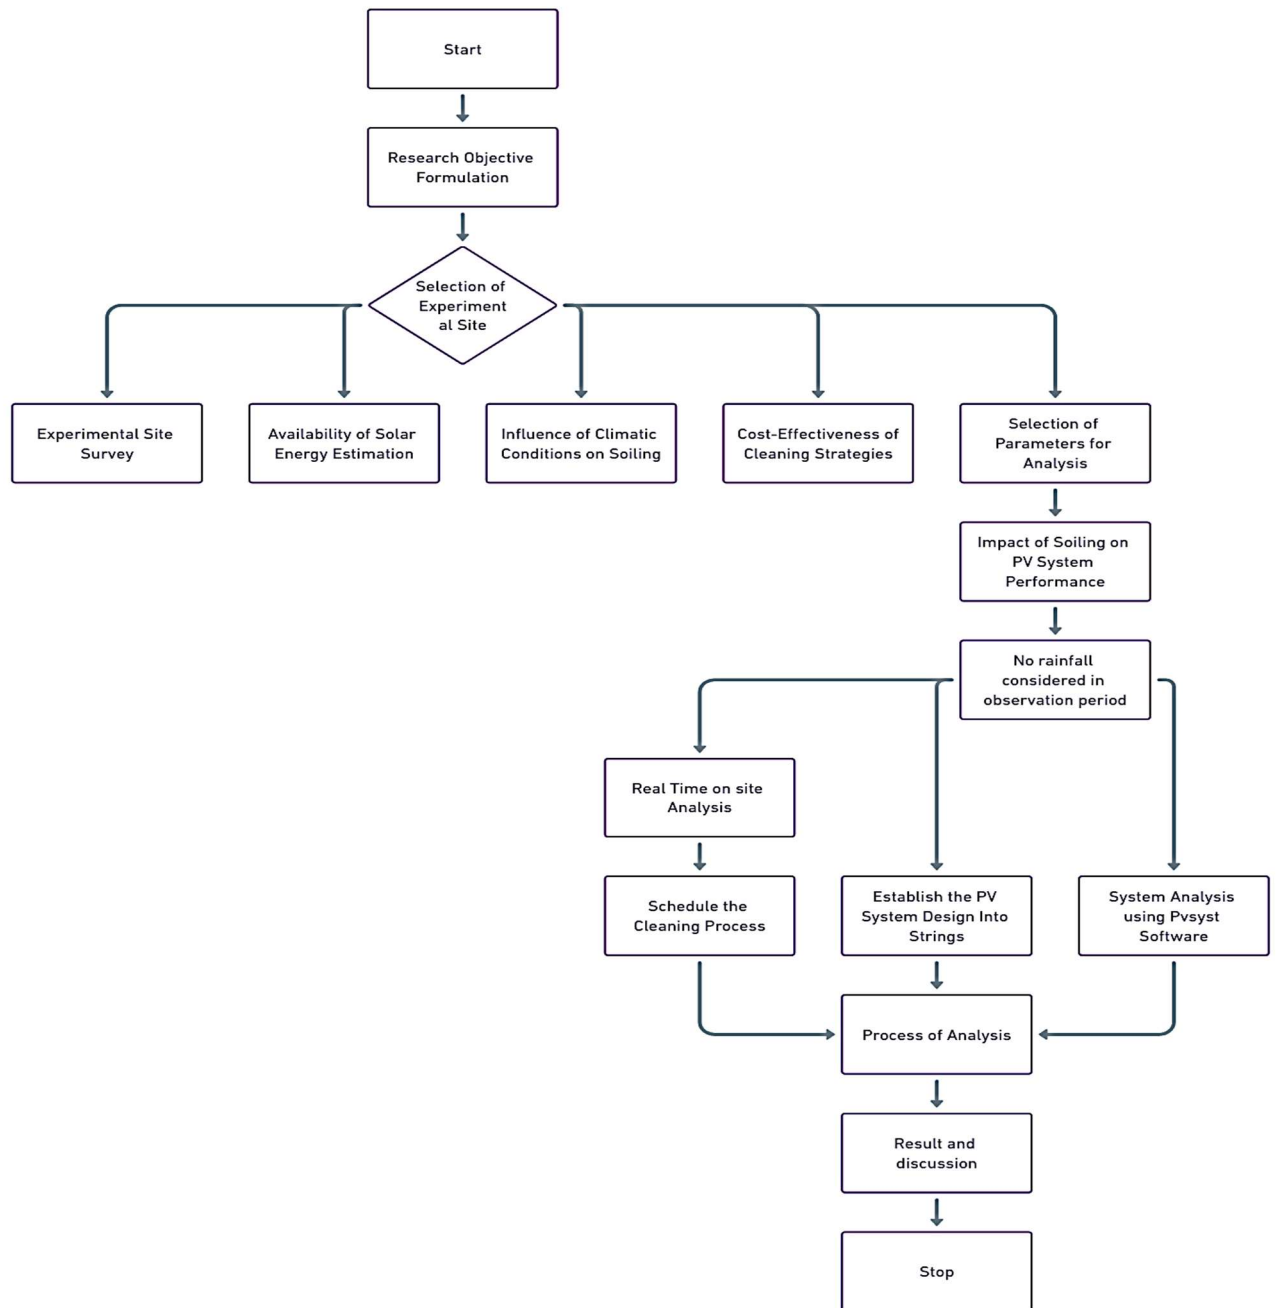 Start
Research Objective
Formulation
Selection of
Experiment
al Site
Experimental Site
Survey
Availability of Solar
Energy Estimation
Influence of Climatic
Conditions on Soiling
Cost-Effectiveness of
Cleaning Strategies
Selection of
Parameters for
Analysis
Impact of Soiling on
PV System
Performance
No rainfall
considered in
observation period
Real Time on site
Analysis
Schedule the
Cleaning Process
Establish the PV
System Design Into
Strings
System Analysis
using Pvsyst
Software
Process of Analysis
Result and
discussion
Stop